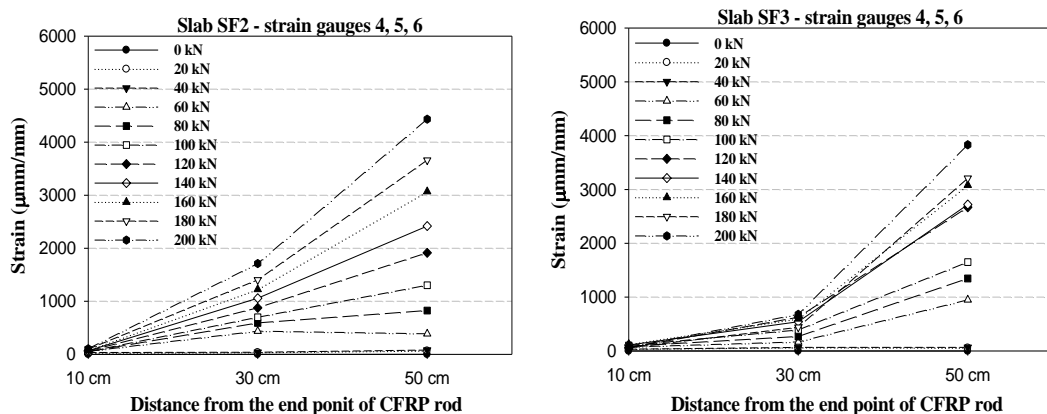 Slab SF2 - strain gauges 4, 5, 6
6000
5000
4000
3000
2000
1000
0
Strain (µmm/mm)
0 kN
20 kN
40 kN
60 kN
80 kN
100 kN
120 kN
140 kN
160 kN
180 kN
200 kN
10 cm 30 cm 50 cm
Distance from the end ponit of CFRP rod
Slab SF3 - strain gauges 4, 5, 6
6000
5000
4000
3000
2000
1000
0
Strain (µmm/mm)
0 kN
20 kN
40 kN
60 kN
80 kN
100 kN
120 kN
140 kN
160 kN
180 kN
200 kN
10 cm 30 cm 50 cm
Distance from the end point of CFRP rod